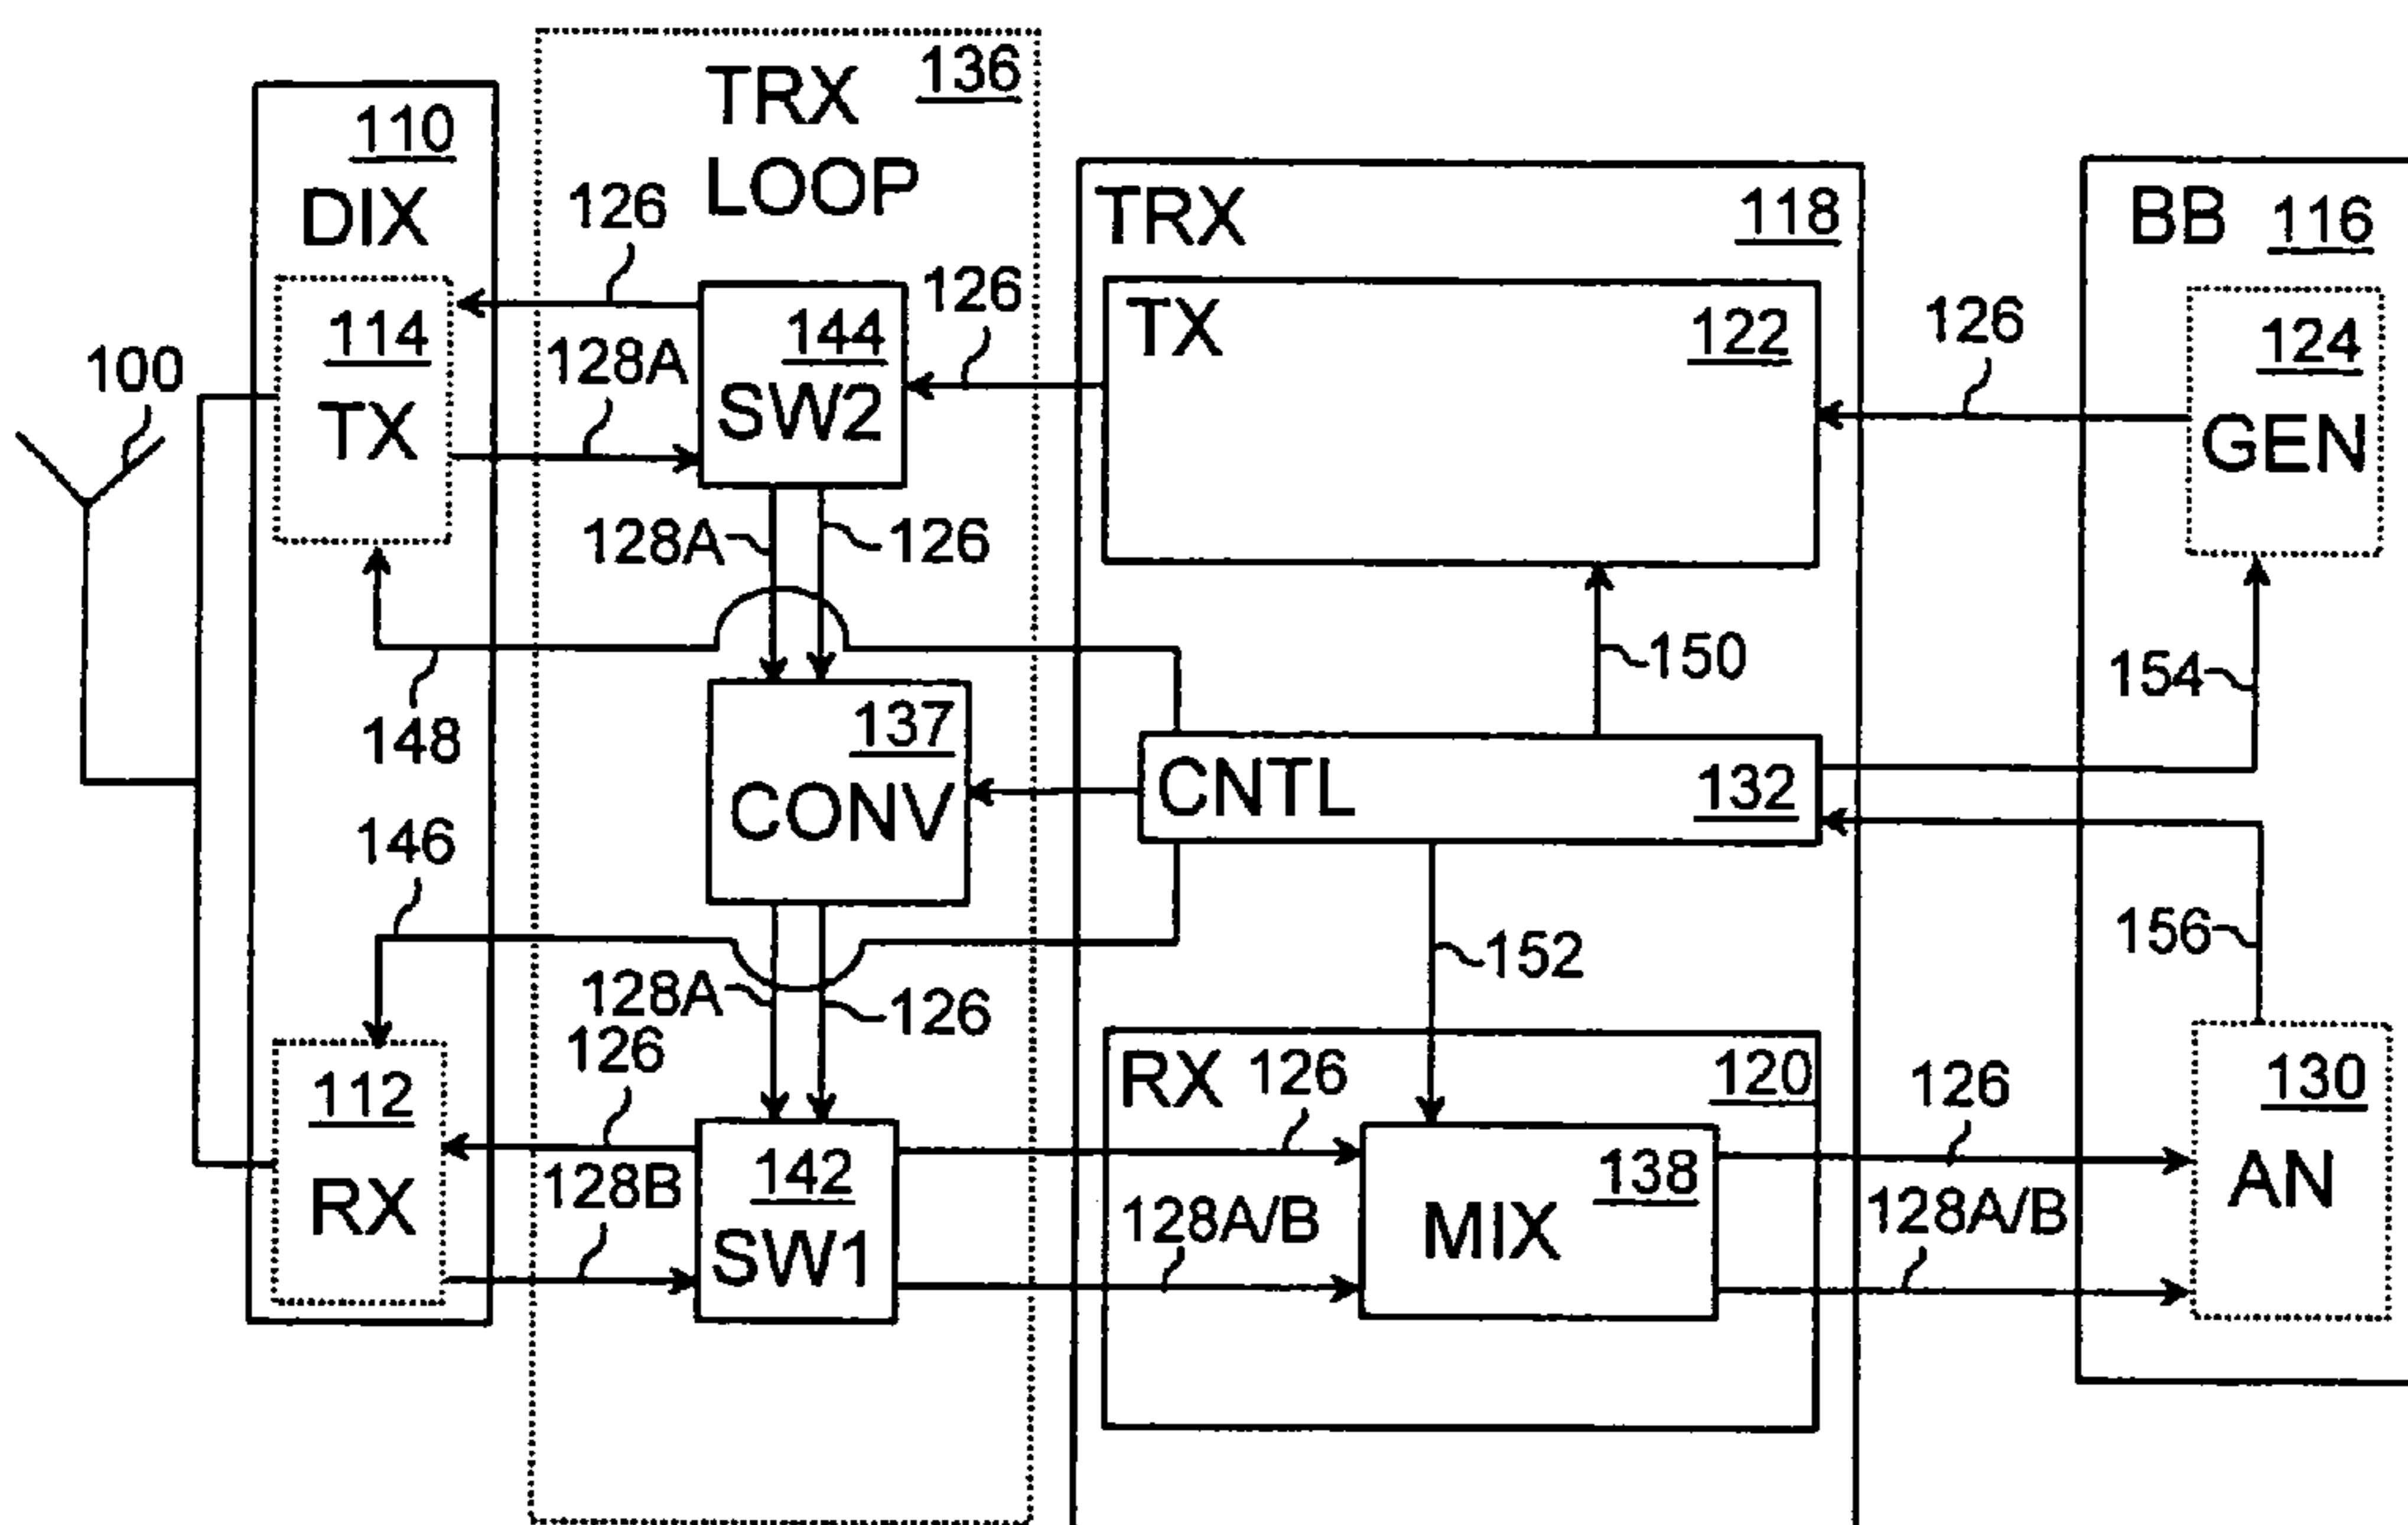 100
110
DIX
114
TX
112
RX
TRX
LOOP
136
126
128A
144
SW2
126
128A
126
148
137
CONV
146
128A
126
126
128B
142
SW1
TRX
118
TX
122
150
CNTL
132
152
RX
120
126
128A/B
138
MIX
BB
116
126
124
GEN
154
156
126
128A/B
130
AN